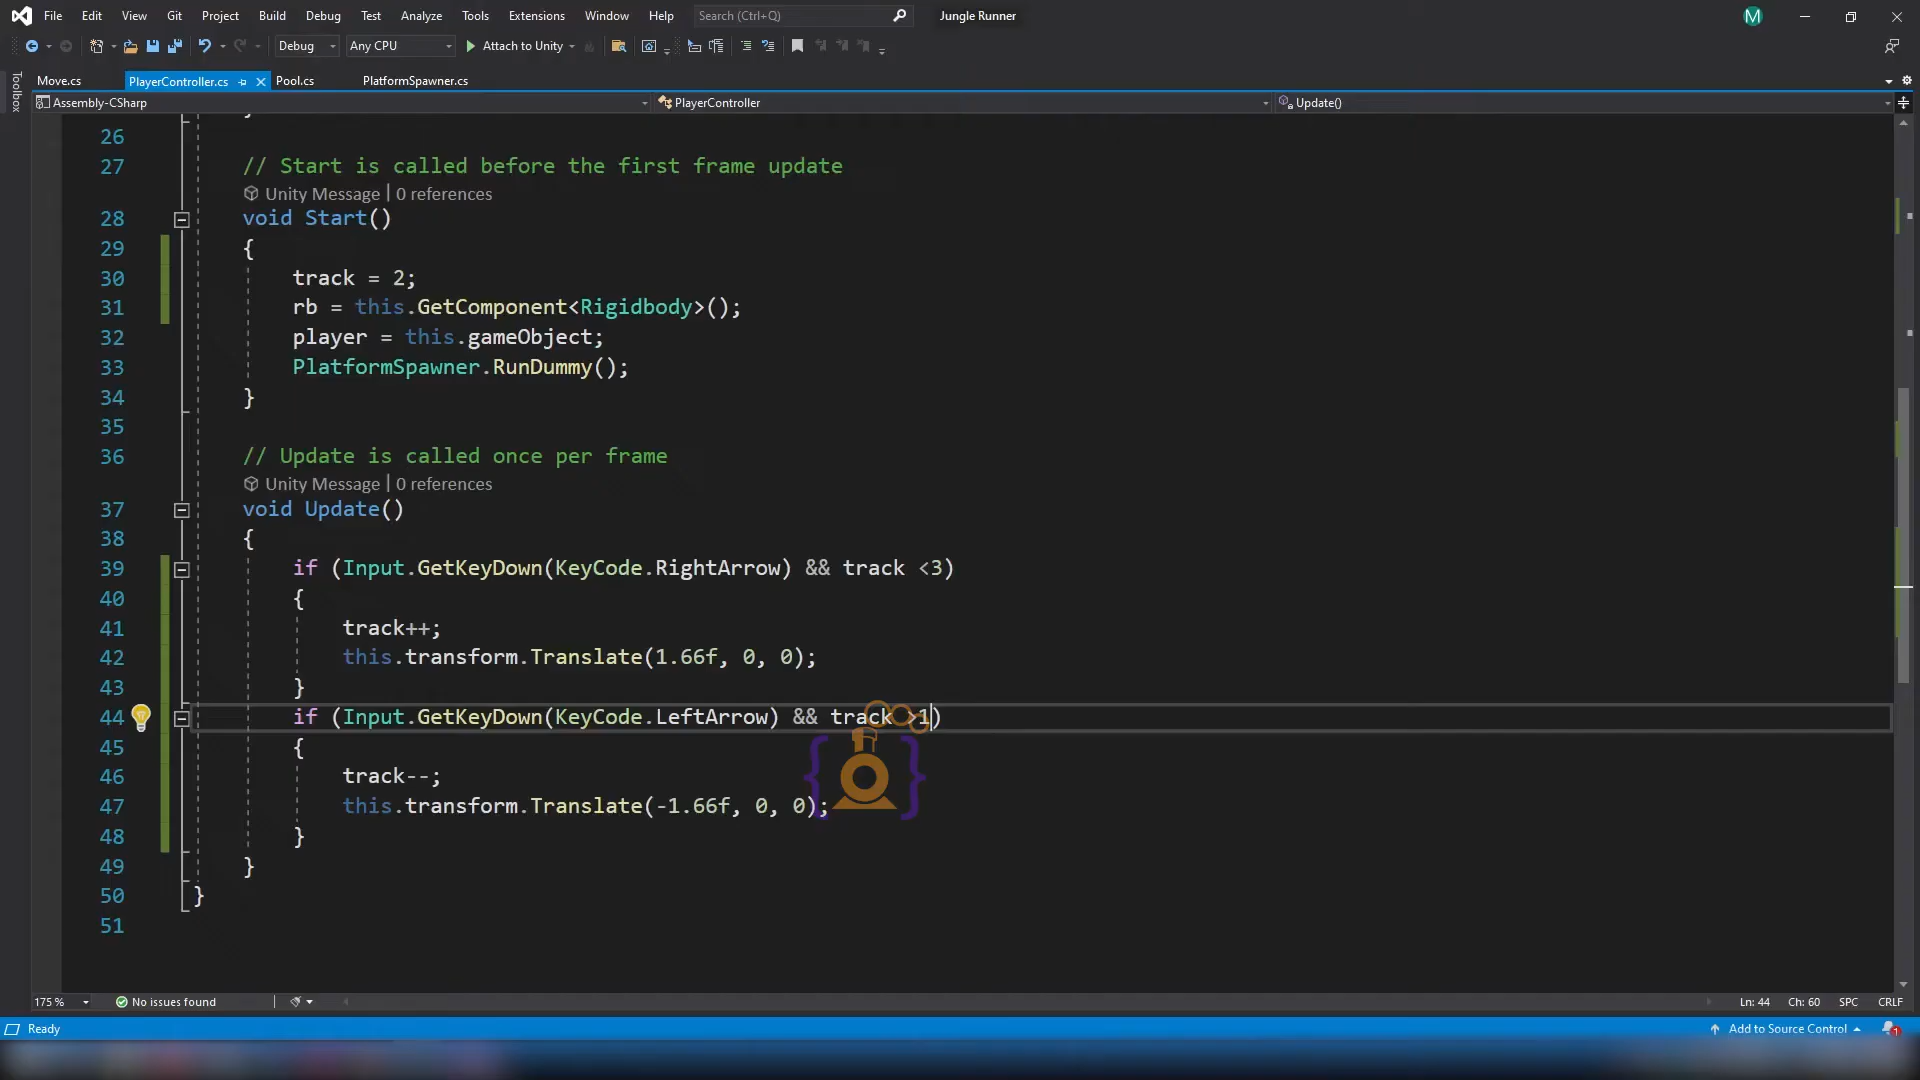 File Edit View Git Project Build Debug Test Analyze Tools Extensions Window Help Search (Ctrl+Q) Jungle Runner M
Debug Any CPU Attach to Unity
Toolbox
Move.cs PlayerController.cs Pool.cs PlatformSpawner.cs
Assembly-CSharp PlayerController Update()
26
27 // Start is called before the first frame update
Unity Message | 0 references
28 void Start()
29 {
30 track = 2;
31 rb = this.GetComponent<Rigidbody>();
32 player = this.gameObject;
33 PlatformSpawner.RunDummy();
34 }
35
36 // Update is called once per frame
Unity Message | 0 references
37 void Update()
38 {
39 if (Input.GetKeyDown(KeyCode.RightArrow) && track <3)
40 {
41 track++;
42 this.transform.Translate(1.66f, 0, 0);
43 }
44 if (Input.GetKeyDown(KeyCode.LeftArrow) && track >1)
45 {
46 track--;
47 this.transform.Translate(-1.66f, 0, 0);
48 }
49 }
50 }
51
175 % No issues found Ln: 44 Ch: 60 SPC CRLF
Ready Add to Source Control 1